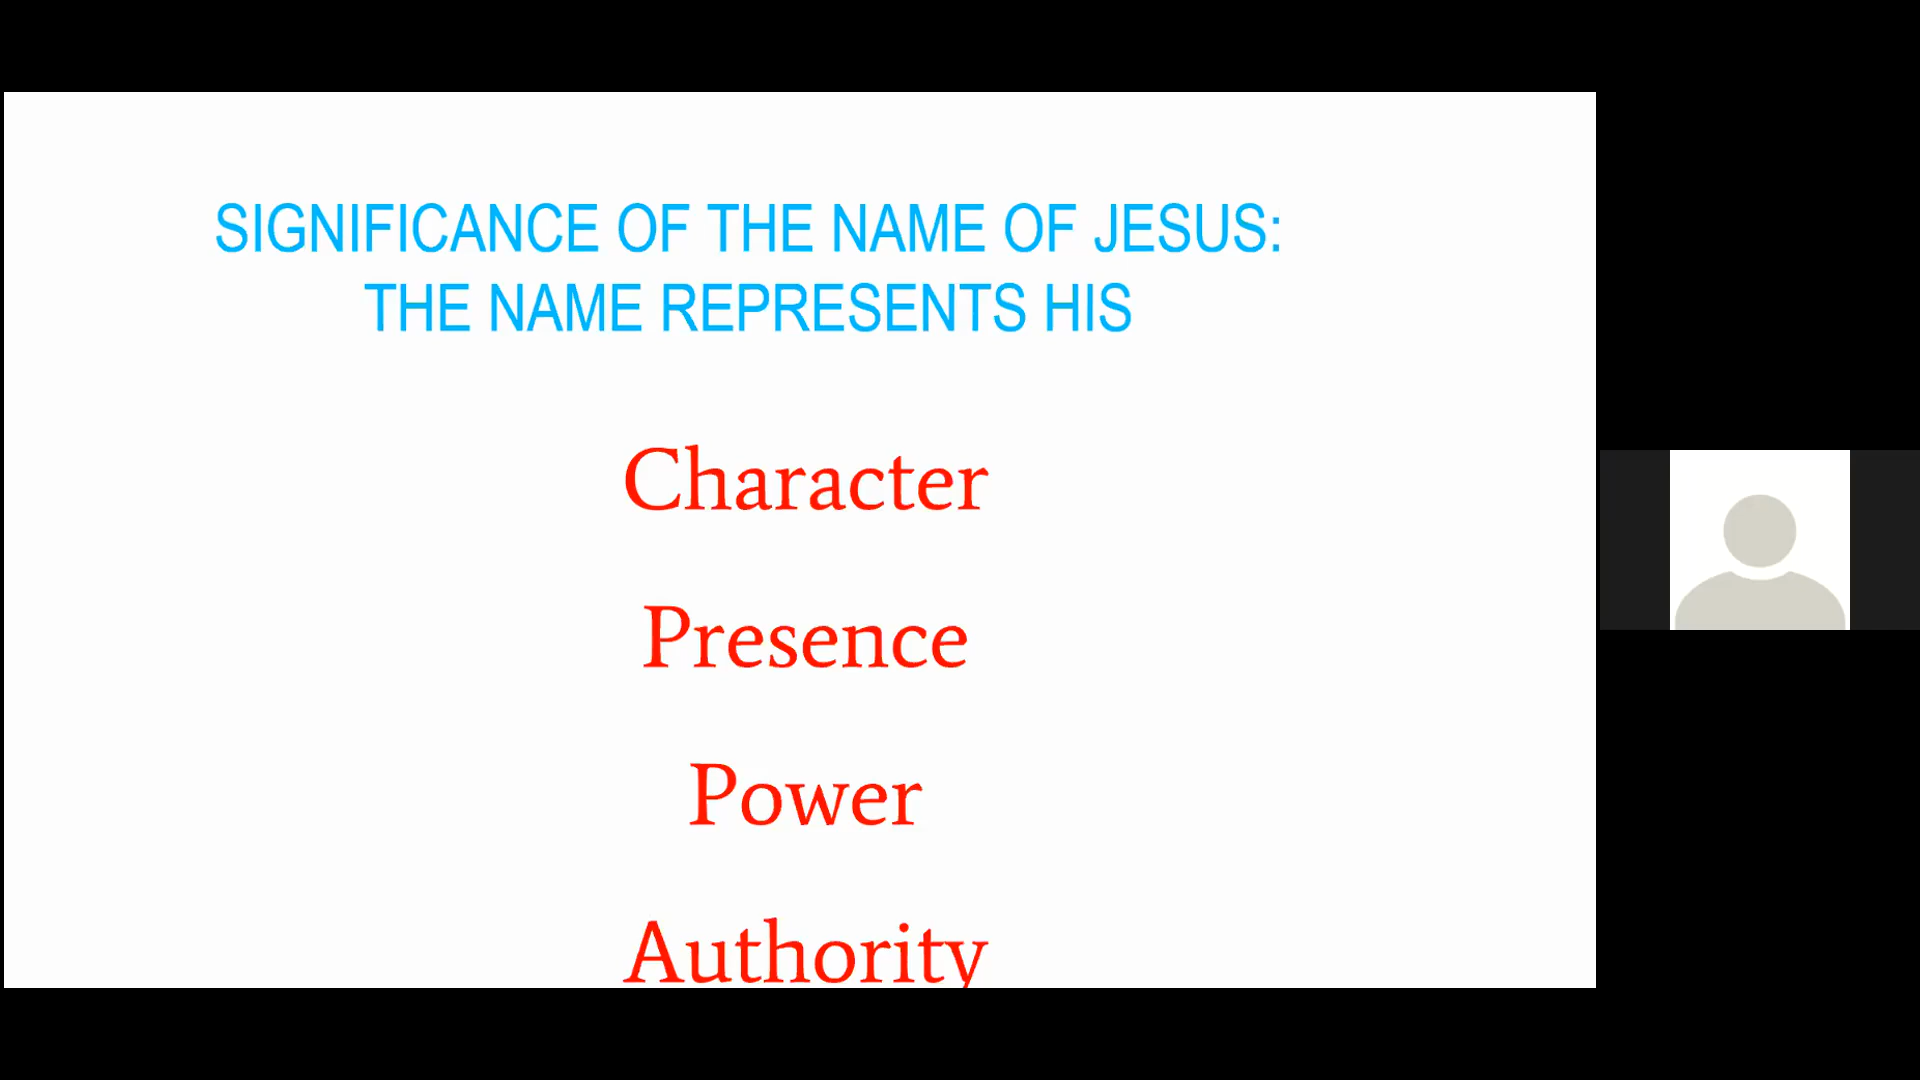 SIGNIFICANCE OF THE NAME OF JESUS:
THE NAME REPRESENTS HIS
Character
Presence
Power
Authority